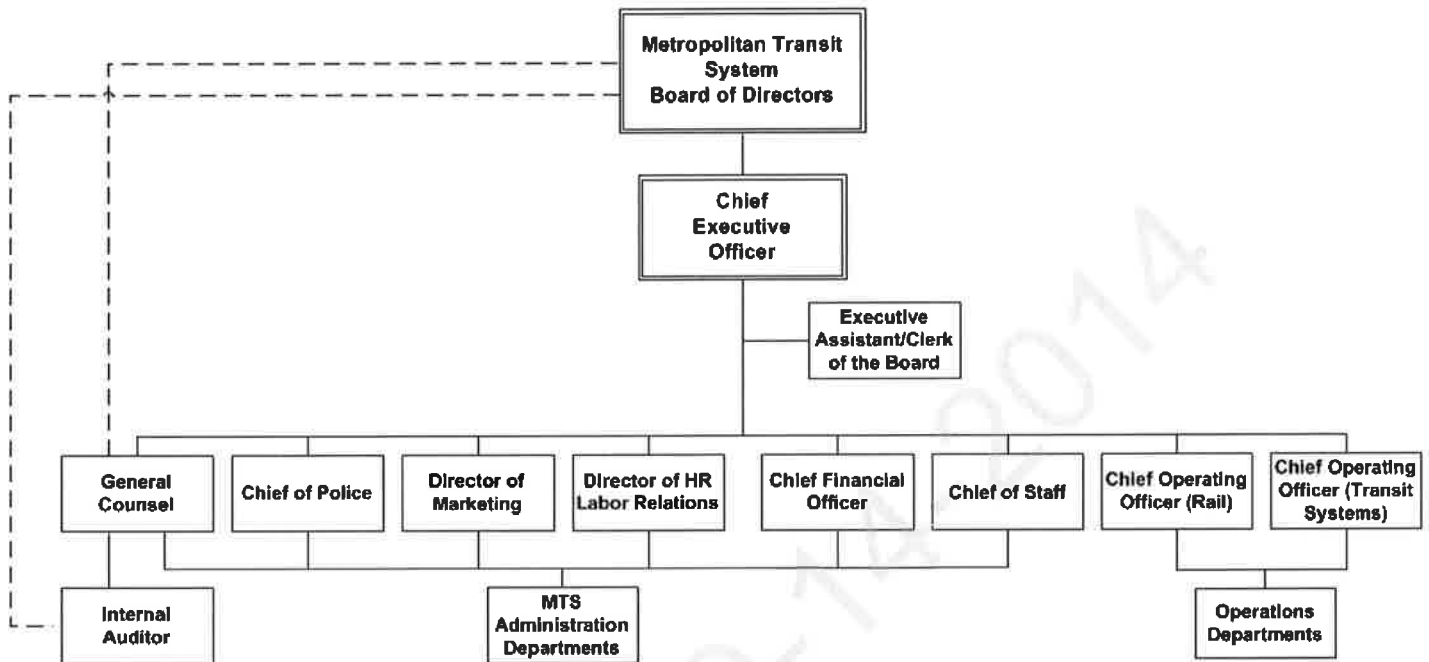 Metropolitan Transit
System
Board of Directors
Chief
Executive
Officer
Executive
Assistant/Clerk
of the Board
General
Counsel
Chief of Police
Director of
Marketing
Director of HR
Labor Relations
Chief Financial
Officer
Chief of Staff
Chief Operating
Officer (Rail)
Chief Operating
Officer (Transit
Systems)
Internal
Auditor
MTS
Administration
Departments
Operations
Departments
-14-2014